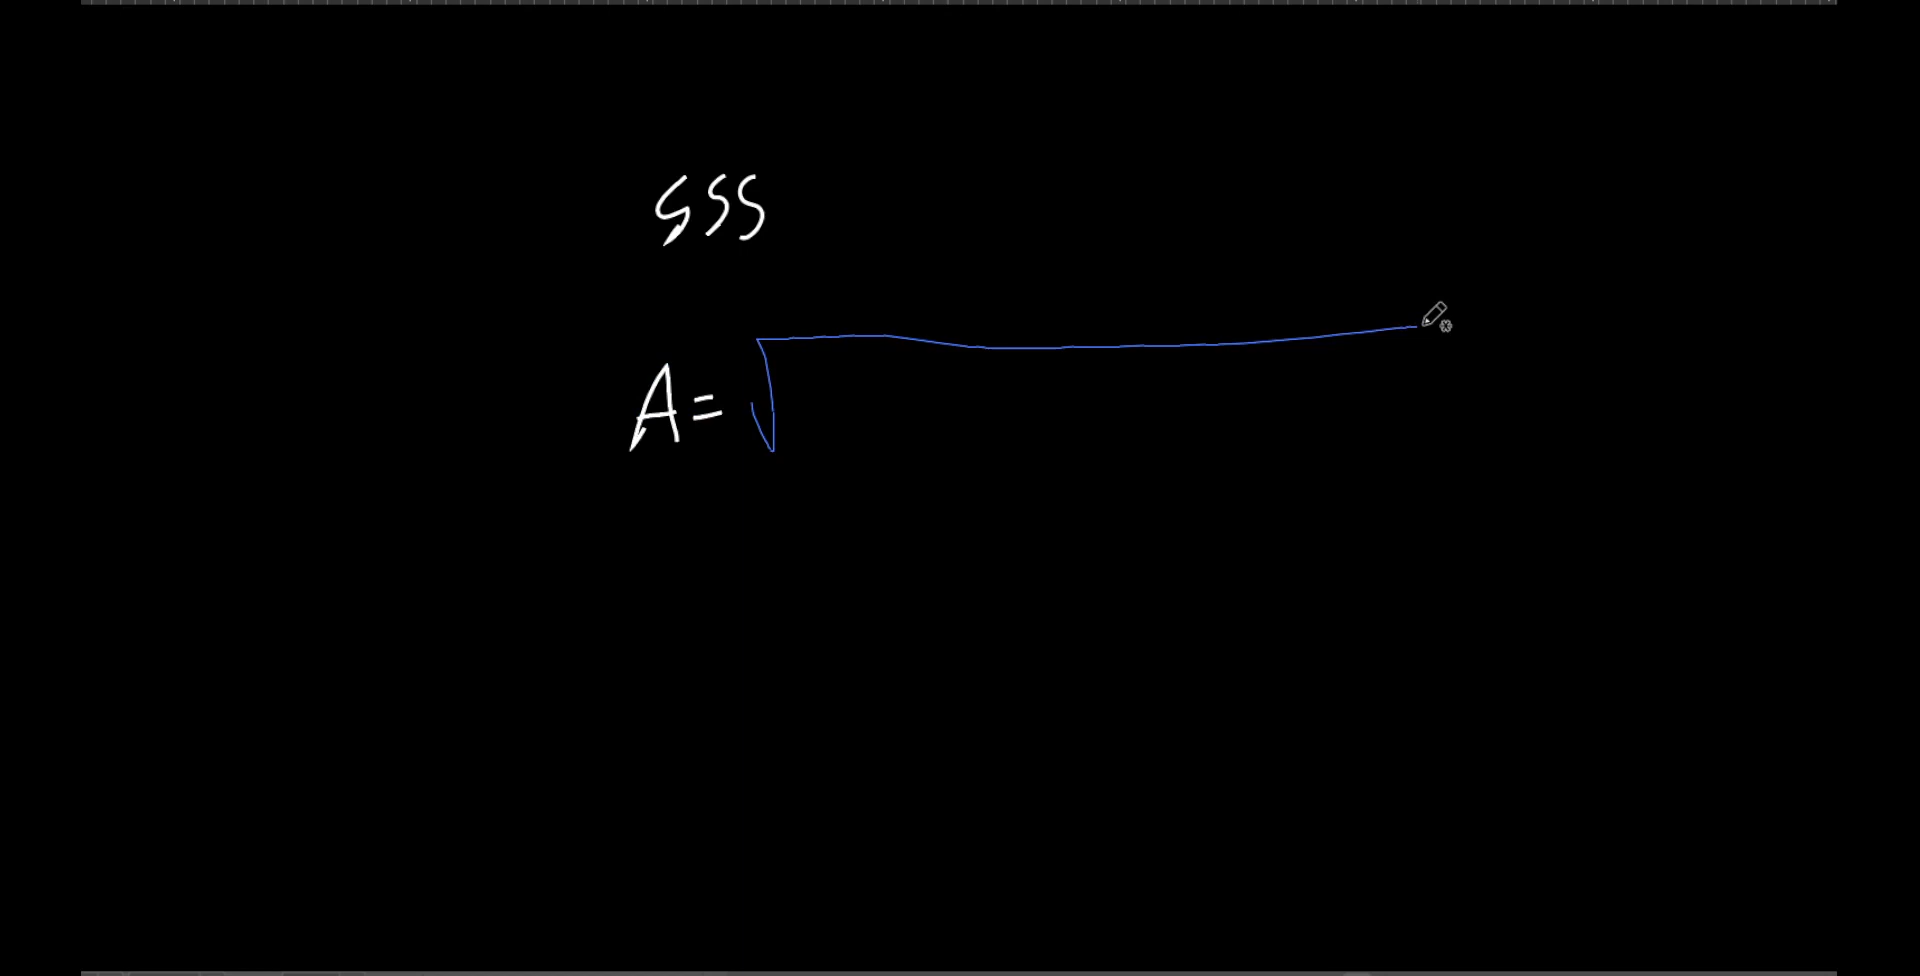 SSS
A = √